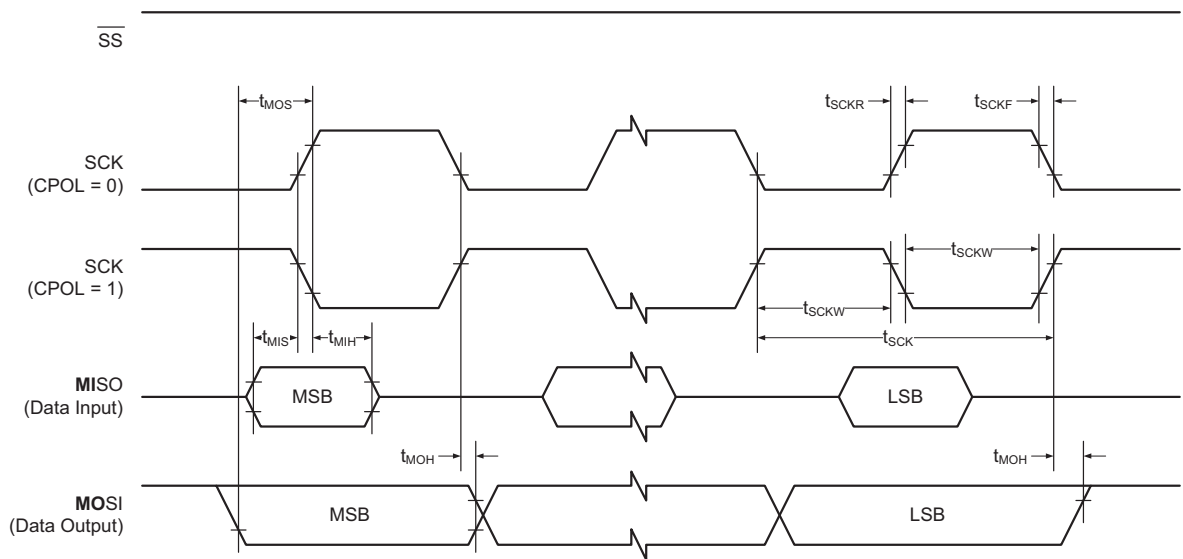 SS
tMOS
tSCKR
tSCKF
SCK
(CPOL = 0)
SCK
(CPOL = 1)
tSCKW
tSCKW
tSCK
tMIS
tMIH
MISO
(Data Input)
MSB
LSB
tMOH
tMOH
MOSI
(Data Output)
MSB
LSB